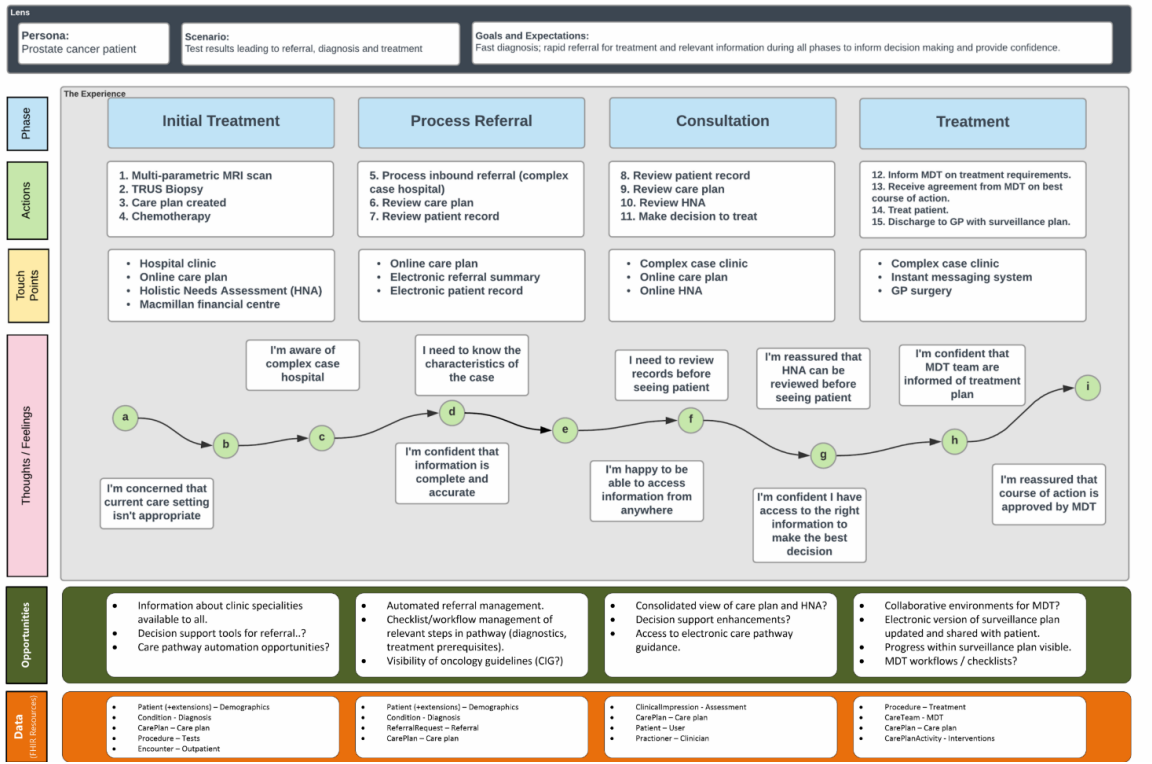 Lens
Persona:
Prostate cancer patient
Scenario:
Test results leading to referral, diagnosis and treatment
Goals and Expectations:
Fast diagnosis; rapid referral for treatment and relevant information during all phases to inform decision making and provide confidence.
The Experience
Phase
Initial Treatment
Process Referral
Consultation
Treatment
Actions
1. Multi-parametric MRI scan
2. TRUS Biopsy
3. Care plan created
4. Chemotherapy
5. Process inbound referral (complex
case hospital)
6. Review care plan
7. Review patient record
8. Review patient record
9. Review care plan
10. Review HNA
11. Make decision to treat
12. Inform MDT on treatment requirements.
13. Receive agreement from MDT on best
course of action.
14. Treat patient.
15. Discharge to GP with surveillance plan.
Touch
Points
• Hospital clinic
• Online care plan
• Holistic Needs Assessment (HNA)
• Macmillan financial centre
• Online care plan
• Electronic referral summary
• Electronic patient record
• Complex case clinic
• Online care plan
• Online HNA
• Complex case clinic
• Instant messaging system
• GP surgery
Thoughts / Feelings
I'm aware of
complex case
hospital
I need to know the
characteristics of
the case
I need to review
records before
seeing patient
I'm reassured that
HNA can be
reviewed before
seeing patient
I'm confident that
MDT team are
informed of treatment
plan
a
b
c
d
e
f
g
h
i
I'm concerned that
current care setting
isn't appropriate
I'm confident that
information is
complete and
accurate
I'm happy to be
able to access
information from
anywhere
I'm confident I have
access to the right
information to
make the best
decision
I'm reassured that
course of action is
approved by MDT
Opportunities
• Information about clinic specialities
available to all.
• Decision support tools for referral..?
• Care pathway automation opportunities?
• Automated referral management.
• Checklist/workflow management of
relevant steps in pathway (diagnostics,
treatment prerequisites).
• Visibility of oncology guidelines (CIG?)
• Consolidated view of care plan and HNA?
• Decision support enhancements?
• Access to electronic care pathway
guidance.
• Collaborative environments for MDT?
• Electronic version of surveillance plan
updated and shared with patient.
• Progress within surveillance plan visible.
• MDT workflows / checklists?
Data
(FHIR Resources)
• Patient (+extensions) – Demographics
• Condition - Diagnosis
• CarePlan – Care plan
• Procedure – Tests
• Encounter – Outpatient
• Patient (+extensions) – Demographics
• Condition - Diagnosis
• ReferralRequest – Referral
• CarePlan – Care plan
• ClinicalImpression - Assessment
• CarePlan – Care plan
• Patient – User
• Practioner – Clinician
• Procedure – Treatment
• CareTeam - MDT
• CarePlan – Care plan
• CarePlanActivity - Interventions